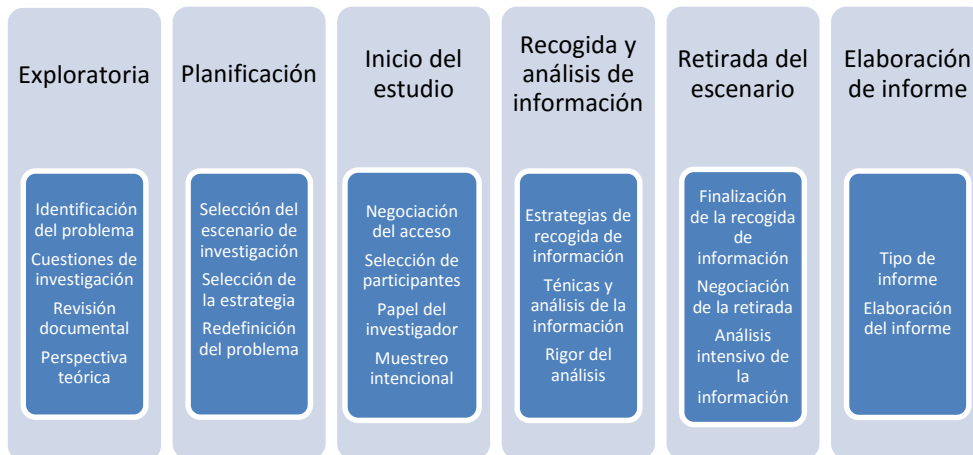 Exploratoria
Identificación
del problema
Cuestiones de
investigación
Revisión
documental
Perspectiva
teórica
Planificación
Selección del
escenario de
investigación
Selección de
la estrategia
Redefinición
del problema
Inicio del
estudio
Negociación
del acceso
Selección de
participantes
Papel del
investigador
Muestreo
intencional
Recogida y
análisis de
información
Estrategias de
recogida de
información
Ténicas y
análisis de la
información
Rigor del
análisis
Retirada del
escenario
Finalización
de la recogida
de
información
Negociación
de la retirada
Análisis
intensivo de
la
información
Elaboración
de informe
Tipo de
informe
Elaboración
del informe